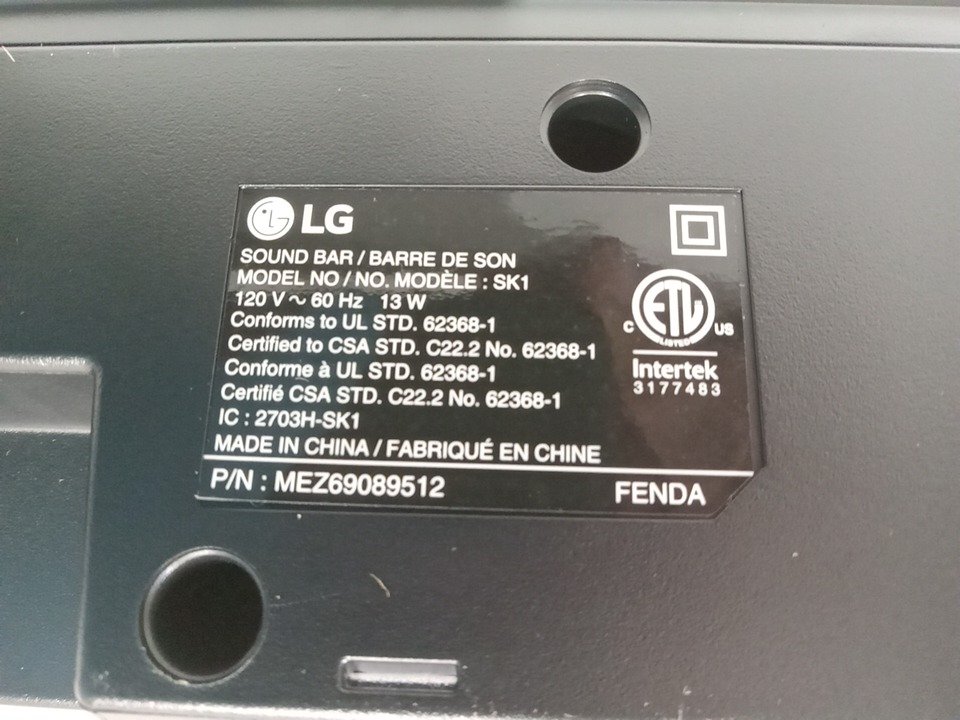 LG
SOUND BAR / BARRE DE SON
MODEL NO / NO. MODÈLE : SK1
120 V ~ 60 Hz 13 W
Conforms to UL STD. 62368-1
Certified to CSA STD. C22.2 No. 62368-1
Conforme à UL STD. 62368-1
Certifié CSA STD. C22.2 No. 62368-1
IC : 2703H-SK1
MADE IN CHINA / FABRIQUÉ EN CHINE
P/N : MEZ69089512
FENDA
ETL
LISTED
C US
Intertek
3177483